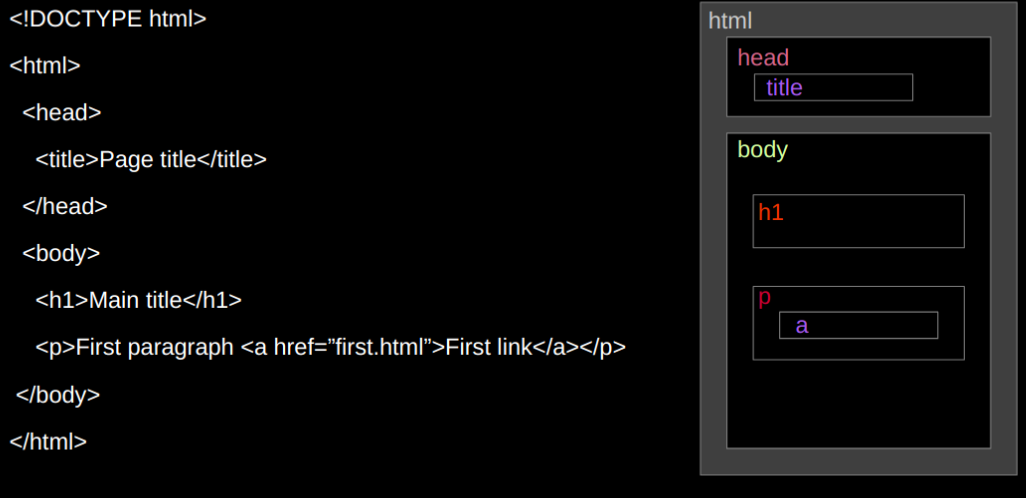 <!DOCTYPE html>
<html>
<head>
<title>Page title</title>
</head>
<body>
<h1>Main title</h1>
<p>First paragraph <a href=”first.html”>First link</a></p>
</body>
</html>
html
head
title
body
h1
p
a